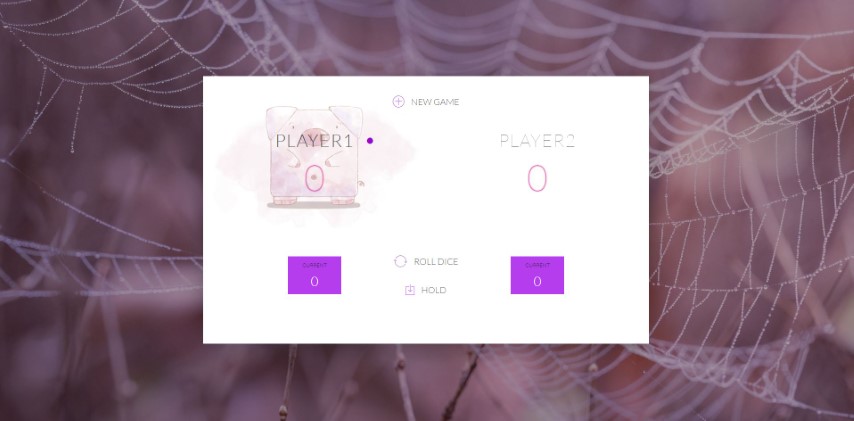 NEW GAME
PLAYER1
PLAYER2
0
0
CURRENT
0
ROLL DICE
CURRENT
0
HOLD